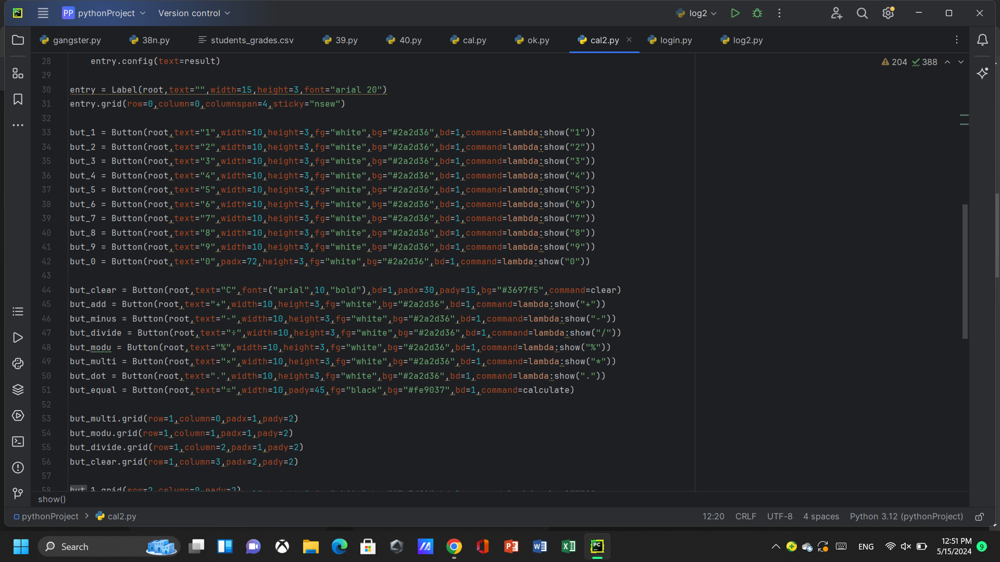 PC
PP pythonProject
Version control
log2
gangster.py
38n.py
students_grades.csv
39.py
40.py
cal.py
ok.py
cal2.py
login.py
log2.py
204 388
28 entry.config(text=result)
29
30 entry = Label(root,text="",width=15,height=3,font="arial 20")
31 entry.grid(row=0,column=0,columnspan=4,sticky="nsew")
32
33 but_1 = Button(root,text="1",width=10,height=3,fg="white",bg="#2a2d36",bd=1,command=lambda:show("1"))
34 but_2 = Button(root,text="2",width=10,height=3,fg="white",bg="#2a2d36",bd=1,command=lambda:show("2"))
35 but_3 = Button(root,text="3",width=10,height=3,fg="white",bg="#2a2d36",bd=1,command=lambda:show("3"))
36 but_4 = Button(root,text="4",width=10,height=3,fg="white",bg="#2a2d36",bd=1,command=lambda:show("4"))
37 but_5 = Button(root,text="5",width=10,height=3,fg="white",bg="#2a2d36",bd=1,command=lambda:show("5"))
38 but_6 = Button(root,text="6",width=10,height=3,fg="white",bg="#2a2d36",bd=1,command=lambda:show("6"))
39 but_7 = Button(root,text="7",width=10,height=3,fg="white",bg="#2a2d36",bd=1,command=lambda:show("7"))
40 but_8 = Button(root,text="8",width=10,height=3,fg="white",bg="#2a2d36",bd=1,command=lambda:show("8"))
41 but_9 = Button(root,text="9",width=10,height=3,fg="white",bg="#2a2d36",bd=1,command=lambda:show("9"))
42 but_0 = Button(root,text="0",padx=72,height=3,fg="white",bg="#2a2d36",bd=1,command=lambda:show("0"))
43
44 but_clear = Button(root,text="C",font=("arial",10,"bold"),bd=1,padx=30,pady=15,bg="#3697f5",command=clear)
45 but_add = Button(root,text="+",width=10,height=3,fg="white",bg="#2a2d36",bd=1,command=lambda:show("+"))
46 but_minus = Button(root,text="-",width=10,height=3,fg="white",bg="#2a2d36",bd=1,command=lambda:show("-"))
47 but_divide = Button(root,text="÷",width=10,height=3,fg="white",bg="#2a2d36",bd=1,command=lambda:show("/"))
48 but_modu = Button(root,text="%",width=10,height=3,fg="white",bg="#2a2d36",bd=1,command=lambda:show("%"))
49 but_multi = Button(root,text="×",width=10,height=3,fg="white",bg="#2a2d36",bd=1,command=lambda:show("*"))
50 but_dot = Button(root,text=".",width=10,height=3,fg="white",bg="#2a2d36",bd=1,command=lambda:show("."))
51 but_equal = Button(root,text="=",width=10,pady=45,fg="black",bg="#fe9037",bd=1,command=calculate)
52
53 but_multi.grid(row=1,column=0,padx=1,pady=2)
54 but_modu.grid(row=1,column=1,padx=1,pady=2)
55 but_divide.grid(row=1,column=2,padx=1,pady=2)
56 but_clear.grid(row=1,column=3,padx=2,pady=2)
57
58 but_1.grid(row=2,column=0,pady=2)
show()
pythonProject > cal2.py
12:20 CRLF UTF-8 4 spaces Python 3.12 (pythonProject)
Search
ENG
12:51 PM
5/15/2024
9